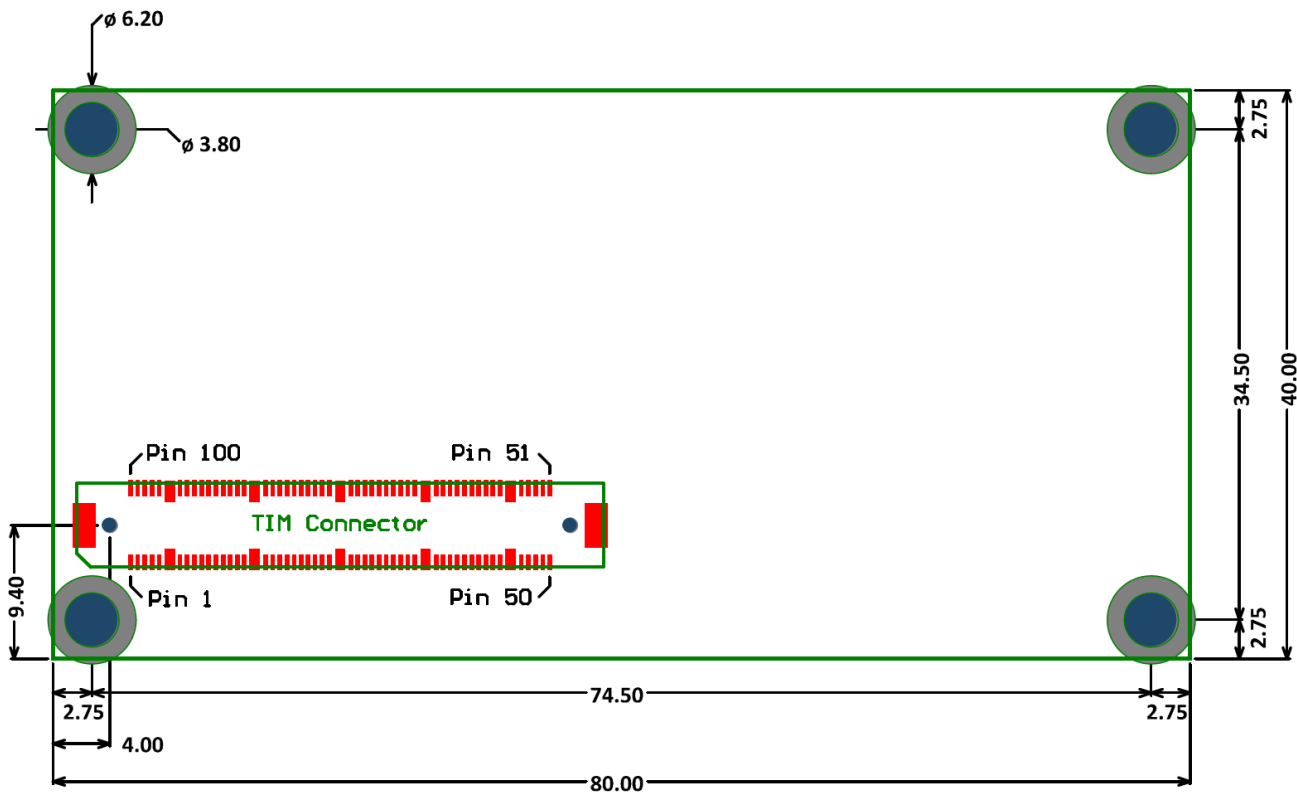 ø 6.20
ø 3.80
2.75
34.50
40.00
Pin 100
Pin 51
TIM Connector
9.40
Pin 1
Pin 50
2.75
74.50
2.75
2.75
4.00
80.00